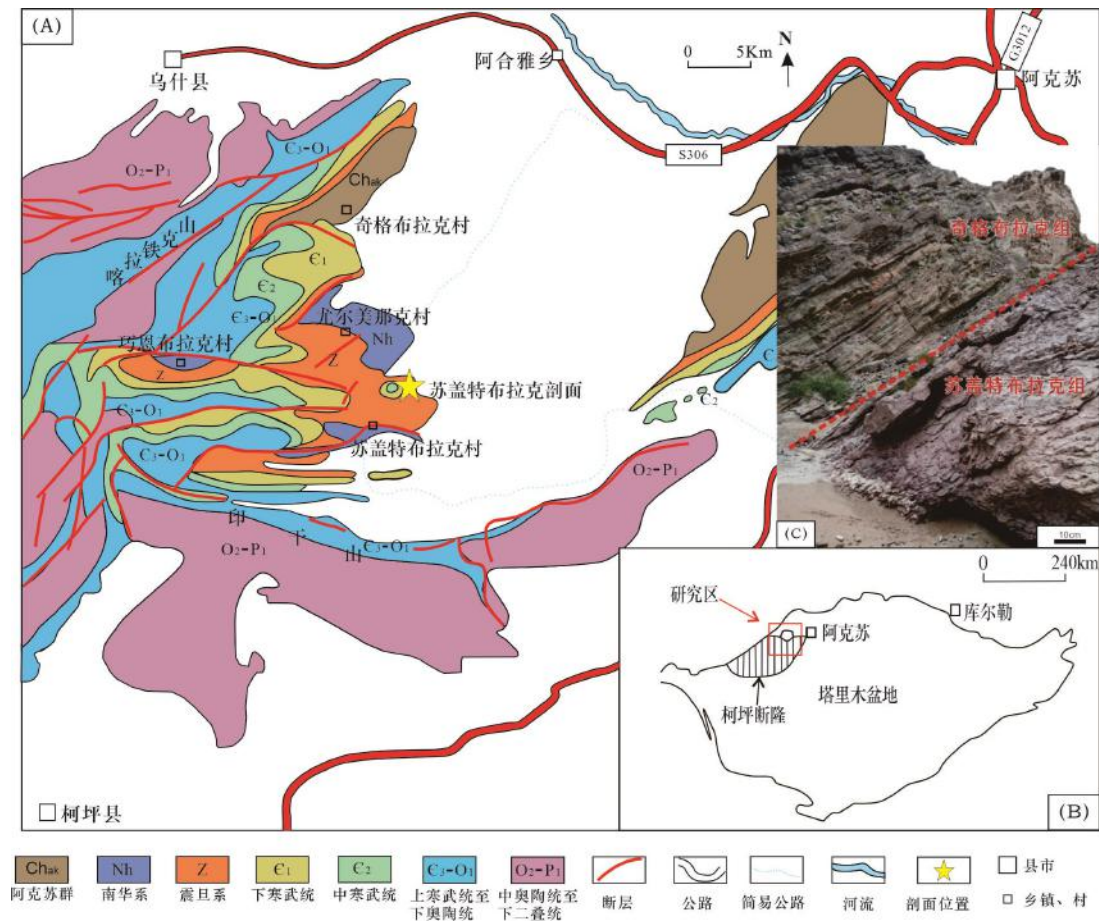 (A)
乌什县
阿合雅乡
0 5Km
N
G3012
阿克苏
S306
Є₃-O₁
O₂-P₁
Chak
奇格布拉克村
喀拉铁克山
Є₁
Є₂
Є₃-O₁
尤尔美那克村
Nh
巧恩布拉克村
Z
Z
苏盖特布拉克剖面
Є₃-O₁
苏盖特布拉克村
Є₃-O₁
C₂
O₂-P₁
印干山
Є₃-O₁
O₂-P₁
柯坪县
奇格布拉克组
苏盖特布拉克组
(C)
10cm
0 240km
研究区
库尔勒
阿克苏
塔里木盆地
柯坪断隆
(B)
Chak
Nh
Z
Є₁
Є₂
Є₃-O₁
O₂-P₁
阿克苏群
南华系
震旦系
下寒武统
中寒武统
上寒武统至
下奥陶统
中奥陶统至
下二叠统
断层
公路
简易公路
河流
剖面位置
县市
乡镇、村